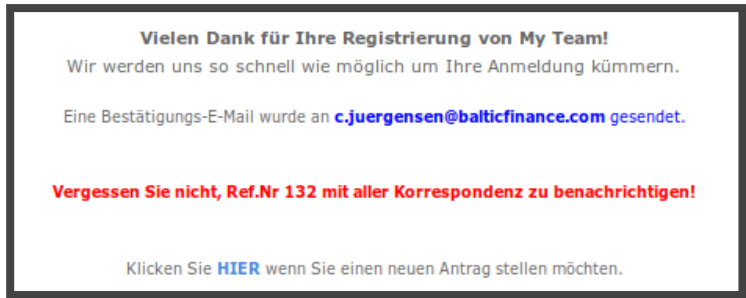 Vielen Dank für Ihre Registrierung von My Team!
Wir werden uns so schnell wie möglich um Ihre Anmeldung kümmern.
Eine Bestätigungs-E-Mail wurde an c.juergensen@balticfinance.com gesendet.
Vergessen Sie nicht, Ref.Nr 132 mit aller Korrespondenz zu benachrichtigen!
Klicken Sie HIER wenn Sie einen neuen Antrag stellen möchten.